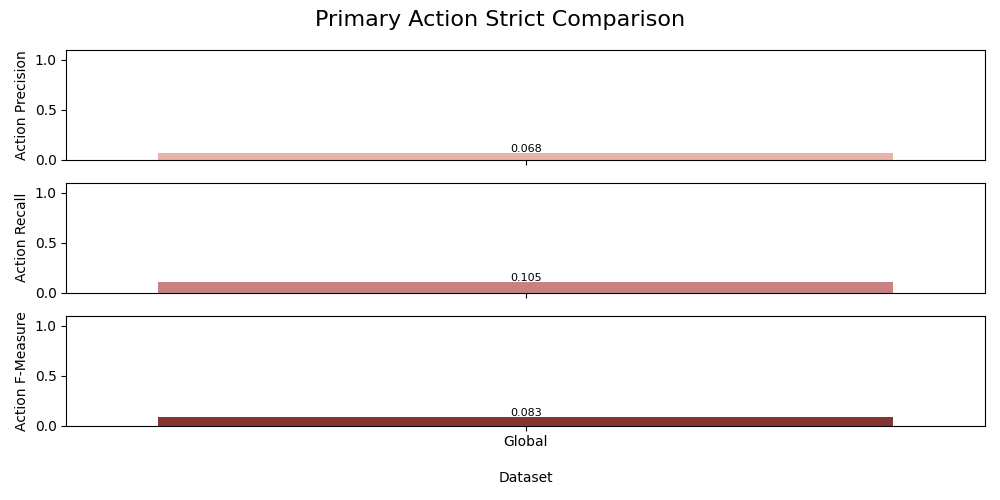 Primary Action Strict Comparison
Action Precision
1.0
0.5
0.0
0.068
Action Recall
1.0
0.5
0.0
0.105
Action F-Measure
1.0
0.5
0.0
0.083
Global
Dataset